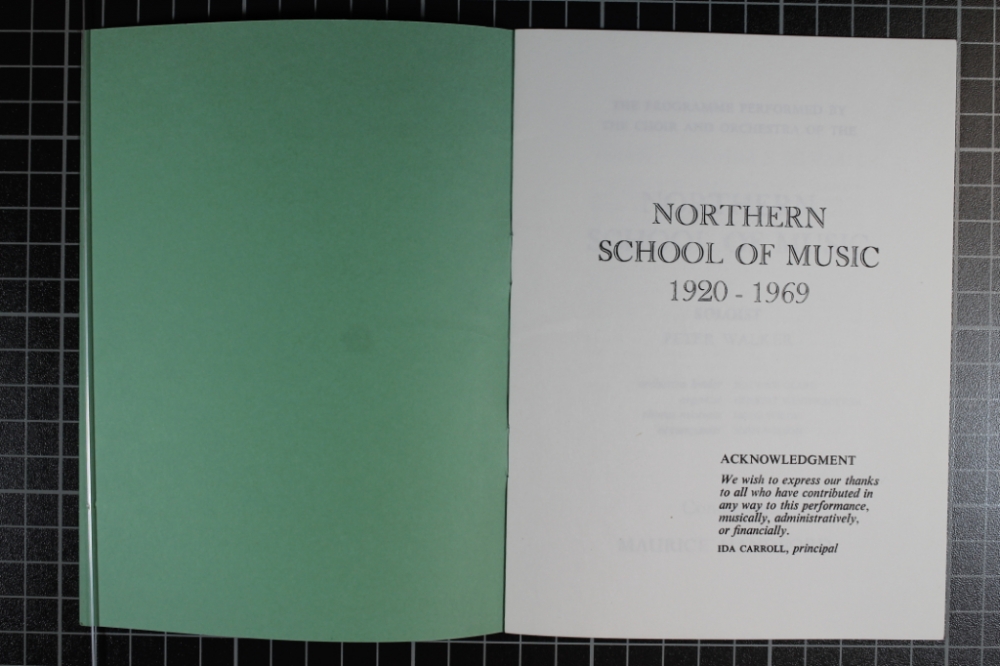 NORTHERN
SCHOOL OF MUSIC
1920 - 1969
ACKNOWLEDGMENT
We wish to express our thanks
to all who have contributed in
any way to this performance,
musically, administratively,
or financially.
IDA CARROLL, principal